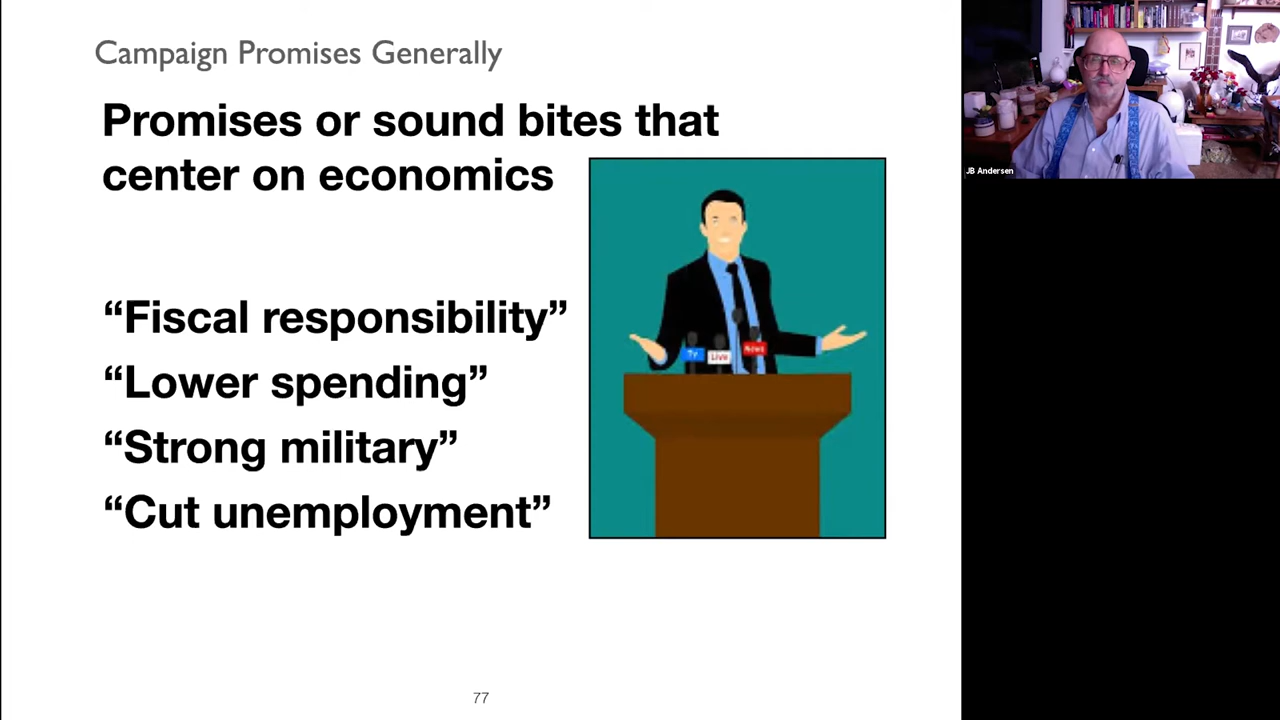 Campaign Promises Generally
Promises or sound bites that
center on economics
“Fiscal responsibility”
“Lower spending”
“Strong military”
“Cut unemployment”
TV
Live
News
77
JB Andersen